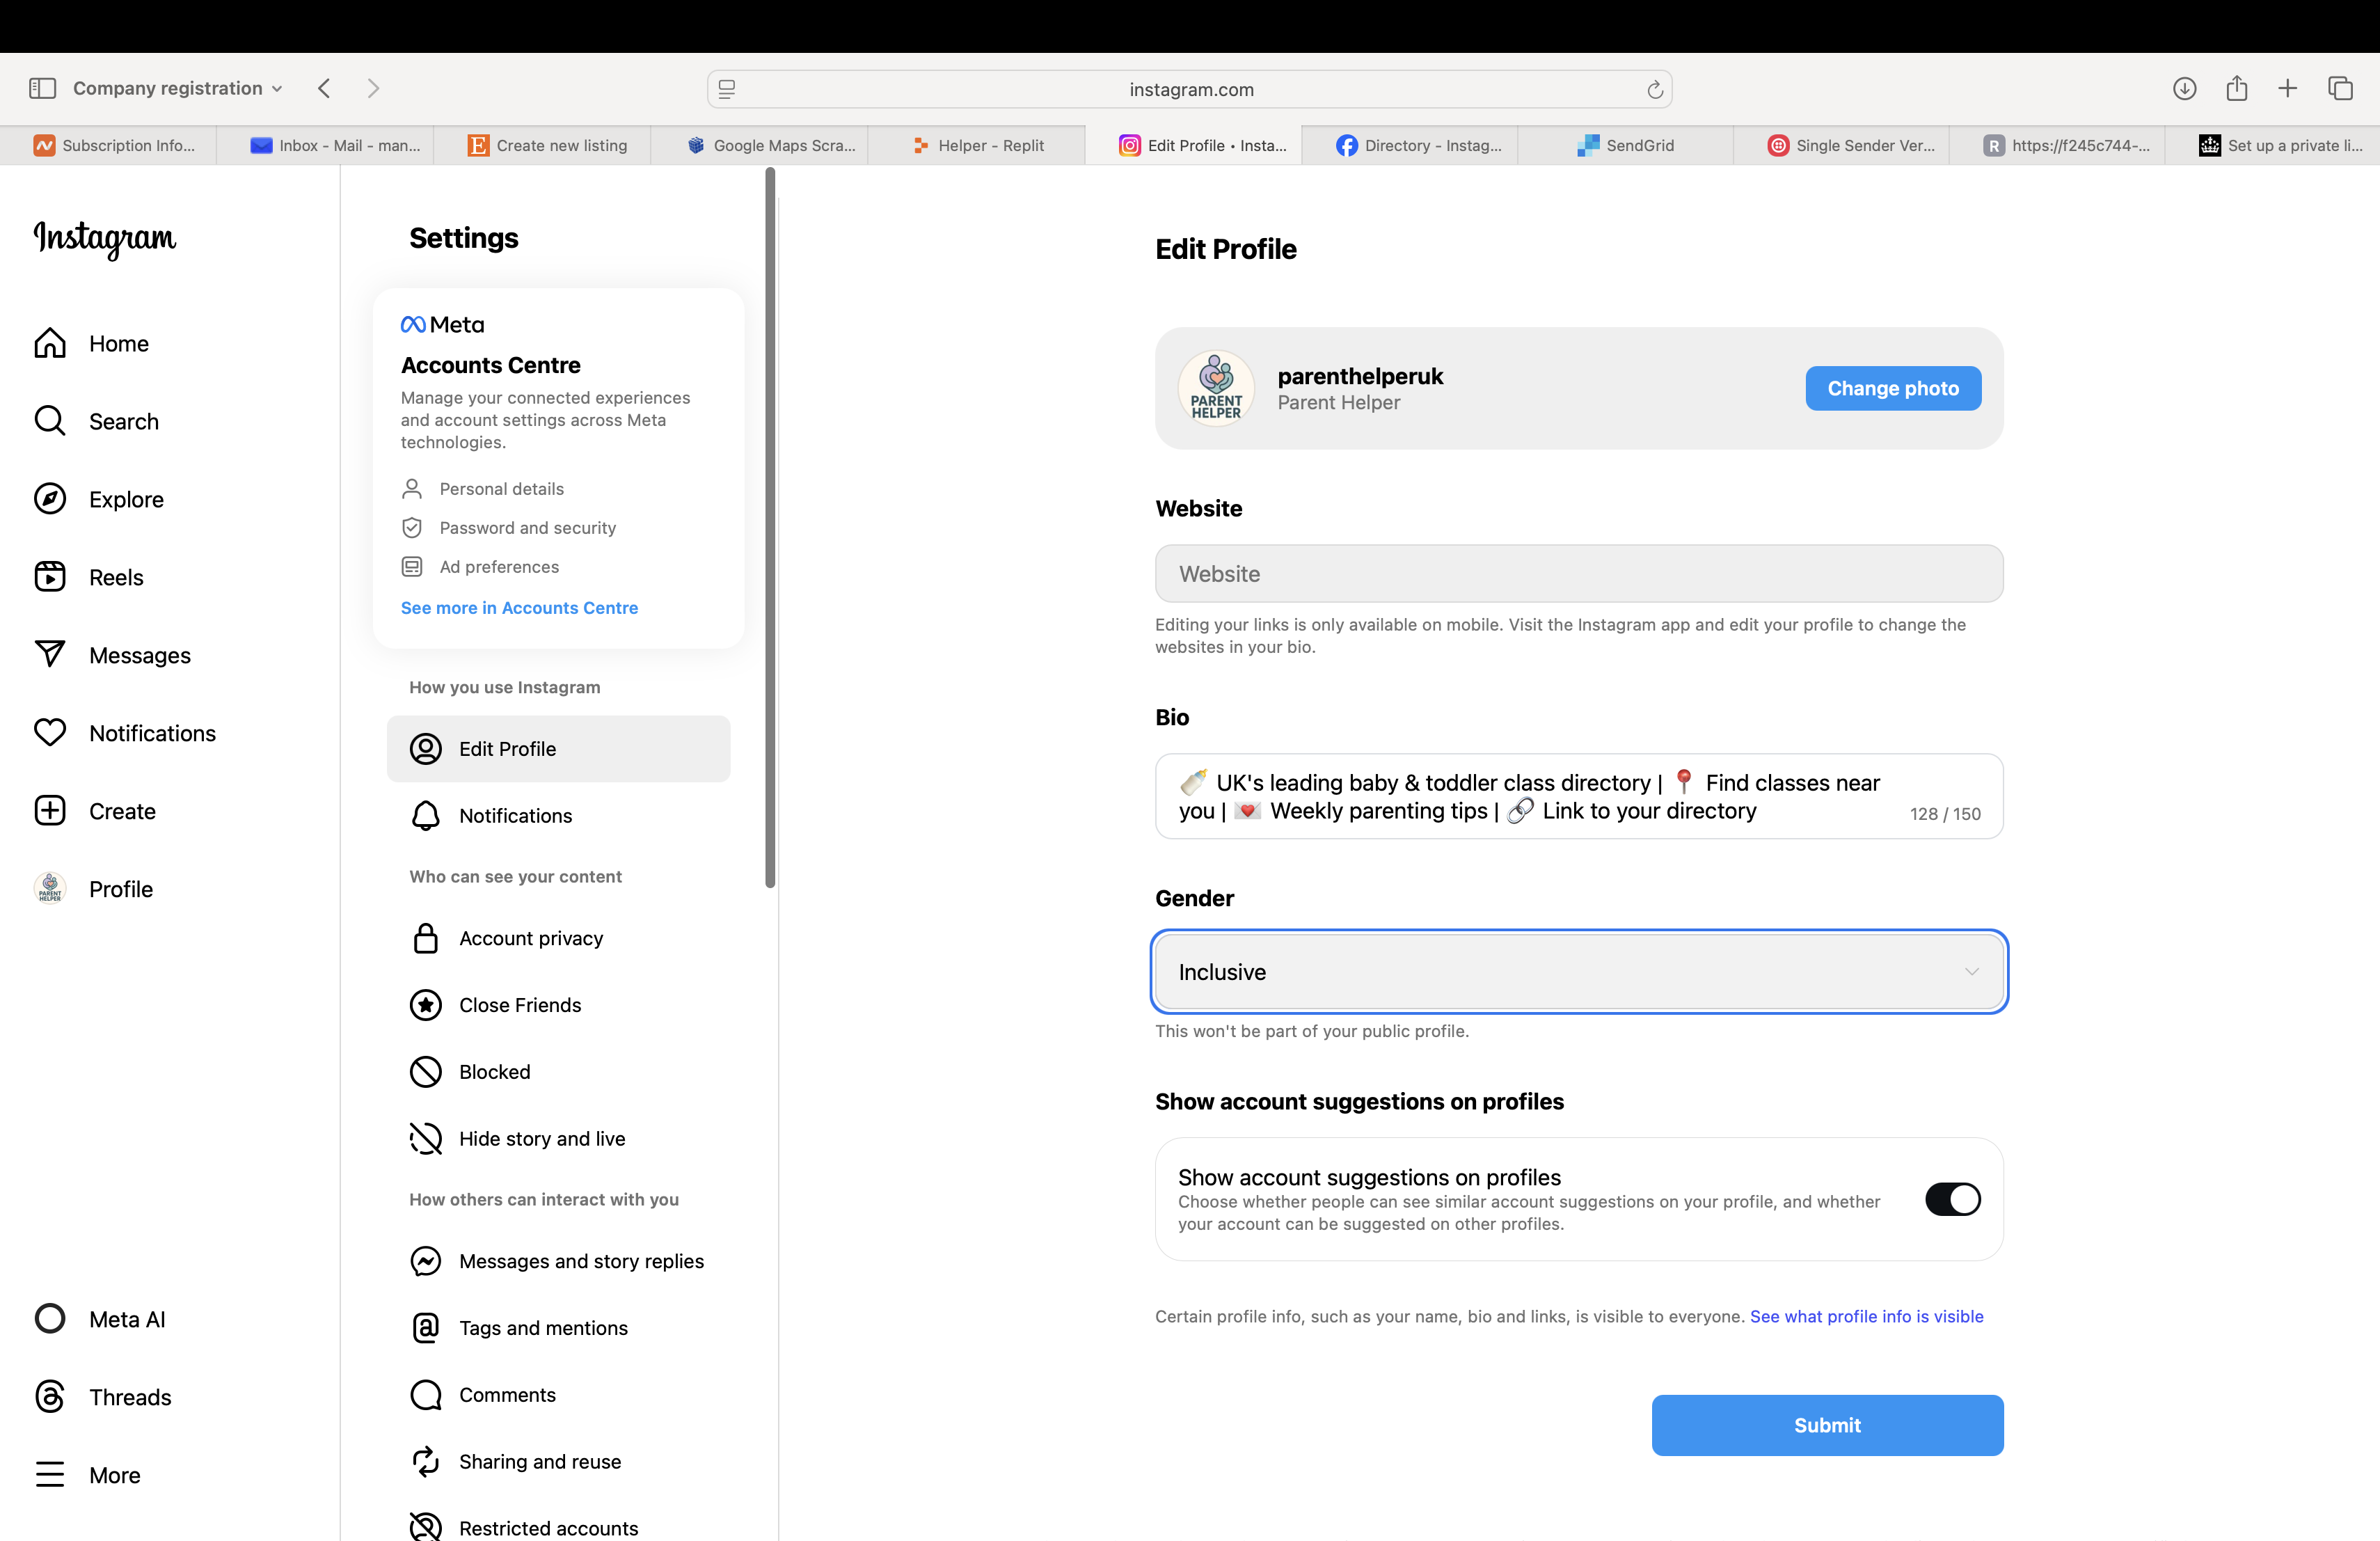 Company registration
instagram.com
Subscription Info...
Inbox - Mail - man...
Create new listing
Google Maps Scra...
Helper - Replit
Edit Profile • Insta...
Directory - Instag...
SendGrid
Single Sender Ver...
https://f245c744-...
Set up a private li...
Instagram
Home
Search
Explore
Reels
Messages
Notifications
Create
Profile
Meta AI
Threads
More
Settings
Meta
Accounts Centre
Manage your connected experiences
and account settings across Meta
technologies.
Personal details
Password and security
Ad preferences
See more in Accounts Centre
How you use Instagram
Edit Profile
Notifications
Who can see your content
Account privacy
Close Friends
Blocked
Hide story and live
How others can interact with you
Messages and story replies
Tags and mentions
Comments
Sharing and reuse
Restricted accounts
Edit Profile
PARENT
HELPER
parenthelperuk
Parent Helper
Change photo
Website
Website
Editing your links is only available on mobile. Visit the Instagram app and edit your profile to change the
websites in your bio.
Bio
🍼 UK's leading baby & toddler class directory | 📍 Find classes near
you | 💌 Weekly parenting tips | 🔗 Link to your directory
128 / 150
Gender
Inclusive
This won't be part of your public profile.
Show account suggestions on profiles
Show account suggestions on profiles
Choose whether people can see similar account suggestions on your profile, and whether
your account can be suggested on other profiles.
Certain profile info, such as your name, bio and links, is visible to everyone. See what profile info is visible
Submit